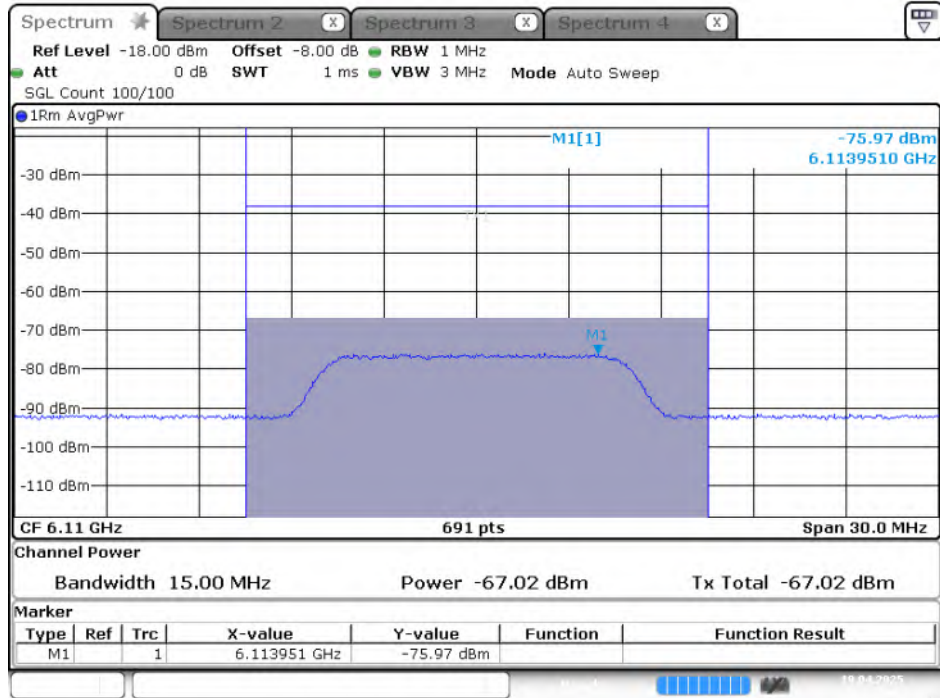 Spectrum Spectrum 2 X Spectrum 3 X Spectrum 4 X
Ref Level -18.00 dBm Offset -8.00 dB RBW 1 MHz
Att 0 dB SWT 1 ms VBW 3 MHz Mode Auto Sweep
SGL Count 100/100
1Rm AvgPwr
M1[1] -75.97 dBm
6.1139510 GHz
-30 dBm
-40 dBm
-50 dBm
-60 dBm
-70 dBm
M1
-80 dBm
-90 dBm
-100 dBm
-110 dBm
CF 6.11 GHz 691 pts Span 30.0 MHz
Channel Power
Bandwidth 15.00 MHz Power -67.02 dBm Tx Total -67.02 dBm
Marker
Type Ref Trc X-value Y-value Function Function Result
M1 1 6.113951 GHz -75.97 dBm
19.04.2025